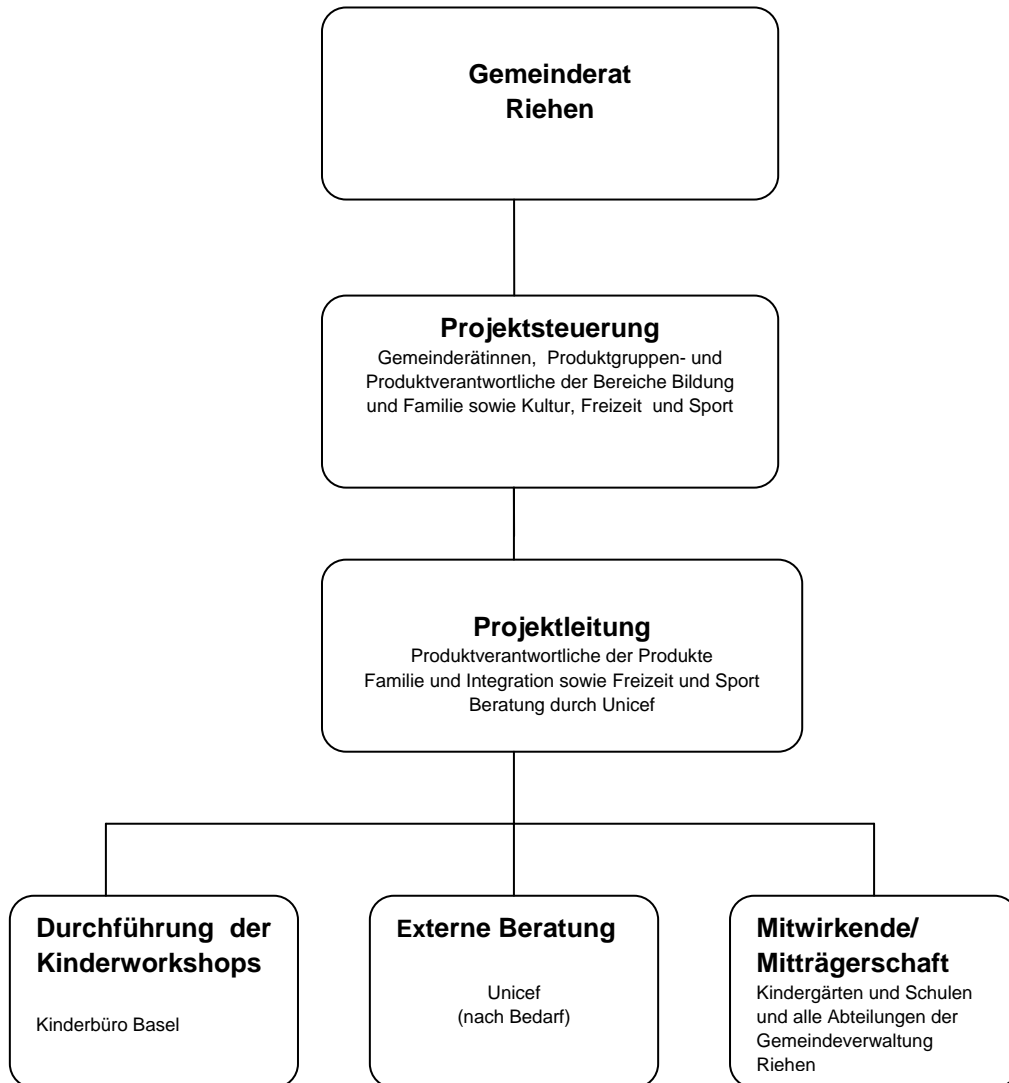 Gemeinderat
Riehen
Projektsteuerung
Gemeinderätinnen, Produktgruppen- und
Produktverantwortliche der Bereiche Bildung
und Familie sowie Kultur, Freizeit und Sport
Projektleitung
Produktverantwortliche der Produkte
Familie und Integration sowie Freizeit und Sport
Beratung durch Unicef
Durchführung der
Kinderworkshops
Kinderbüro Basel
Externe Beratung
Unicef
(nach Bedarf)
Mitwirkende/
Mitträgerschaft
Kindergärten und Schulen
und alle Abteilungen der
Gemeindeverwaltung
Riehen